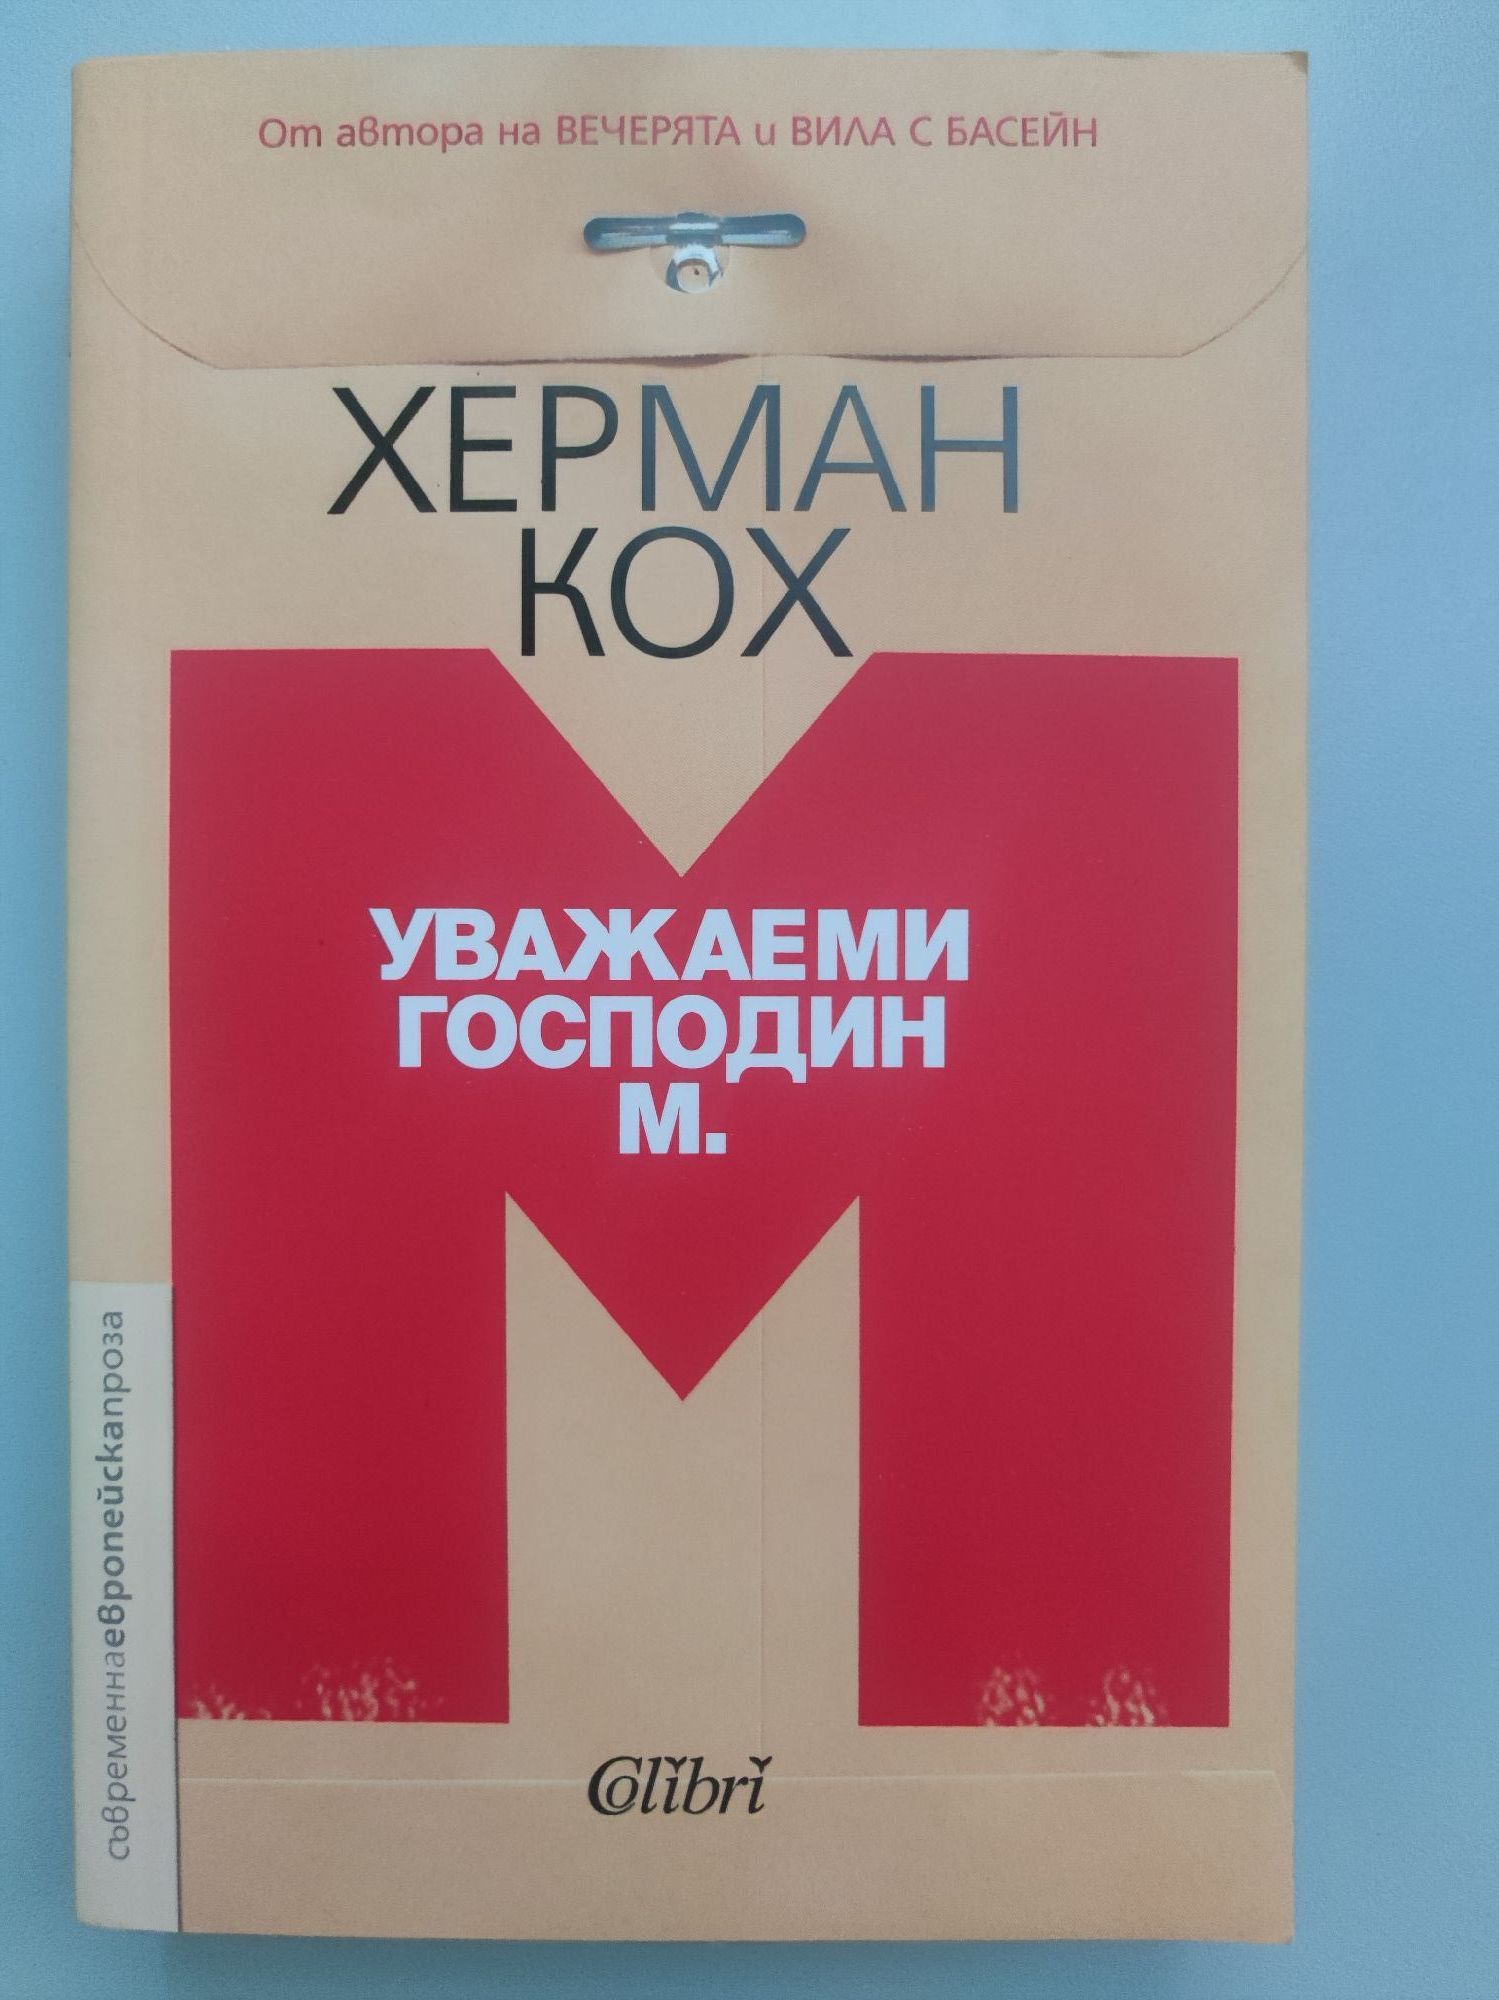 От автора на ВЕЧЕРЯТА и ВИЛА С БАСЕЙН
ХЕРМАН
КОХ
УВАЖАЕМИ
ГОСПОДИН
М.
съвременнаевропейскапроза
Colibri